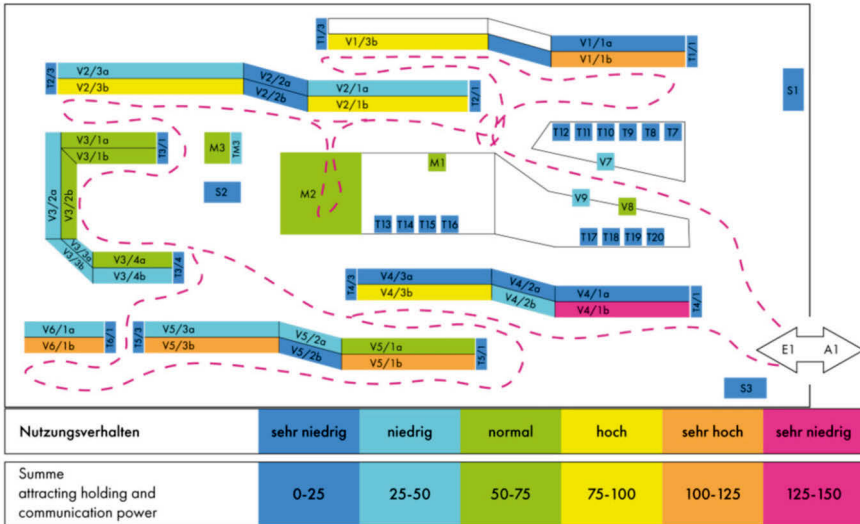 T1/3
V1/3b
V1/1a
V1/1b
T1/1
S1
T2/3
V2/3a
V2/3b
V2/2a
V2/2b
V2/1a
V2/1b
T2/1
V3/1a
V3/1b
T3/1
M3
TM3
S2
V3/2a
V3/2b
V3/3a
V3/3b
V3/4a
V3/4b
T3/4
M2
M1
T13 T14 T15 T16
T12 T11 T10 T9 T8 T7
V7
V9
V8
T17 T18 T19 T20
T4/3
V4/3a
V4/3b
V4/2a
V4/2b
V4/1a
V4/1b
T4/1
V6/1a
V6/1b
T6/1
T5/3
V5/3a
V5/3b
V5/2a
V5/2b
V5/1a
V5/1b
T5/1
E1 A1
S3
Nutzungsverhalten sehr niedrig niedrig normal hoch sehr hoch sehr niedrig
Summe
attracting holding and
communication power
0-25 25-50 50-75 75-100 100-125 125-150